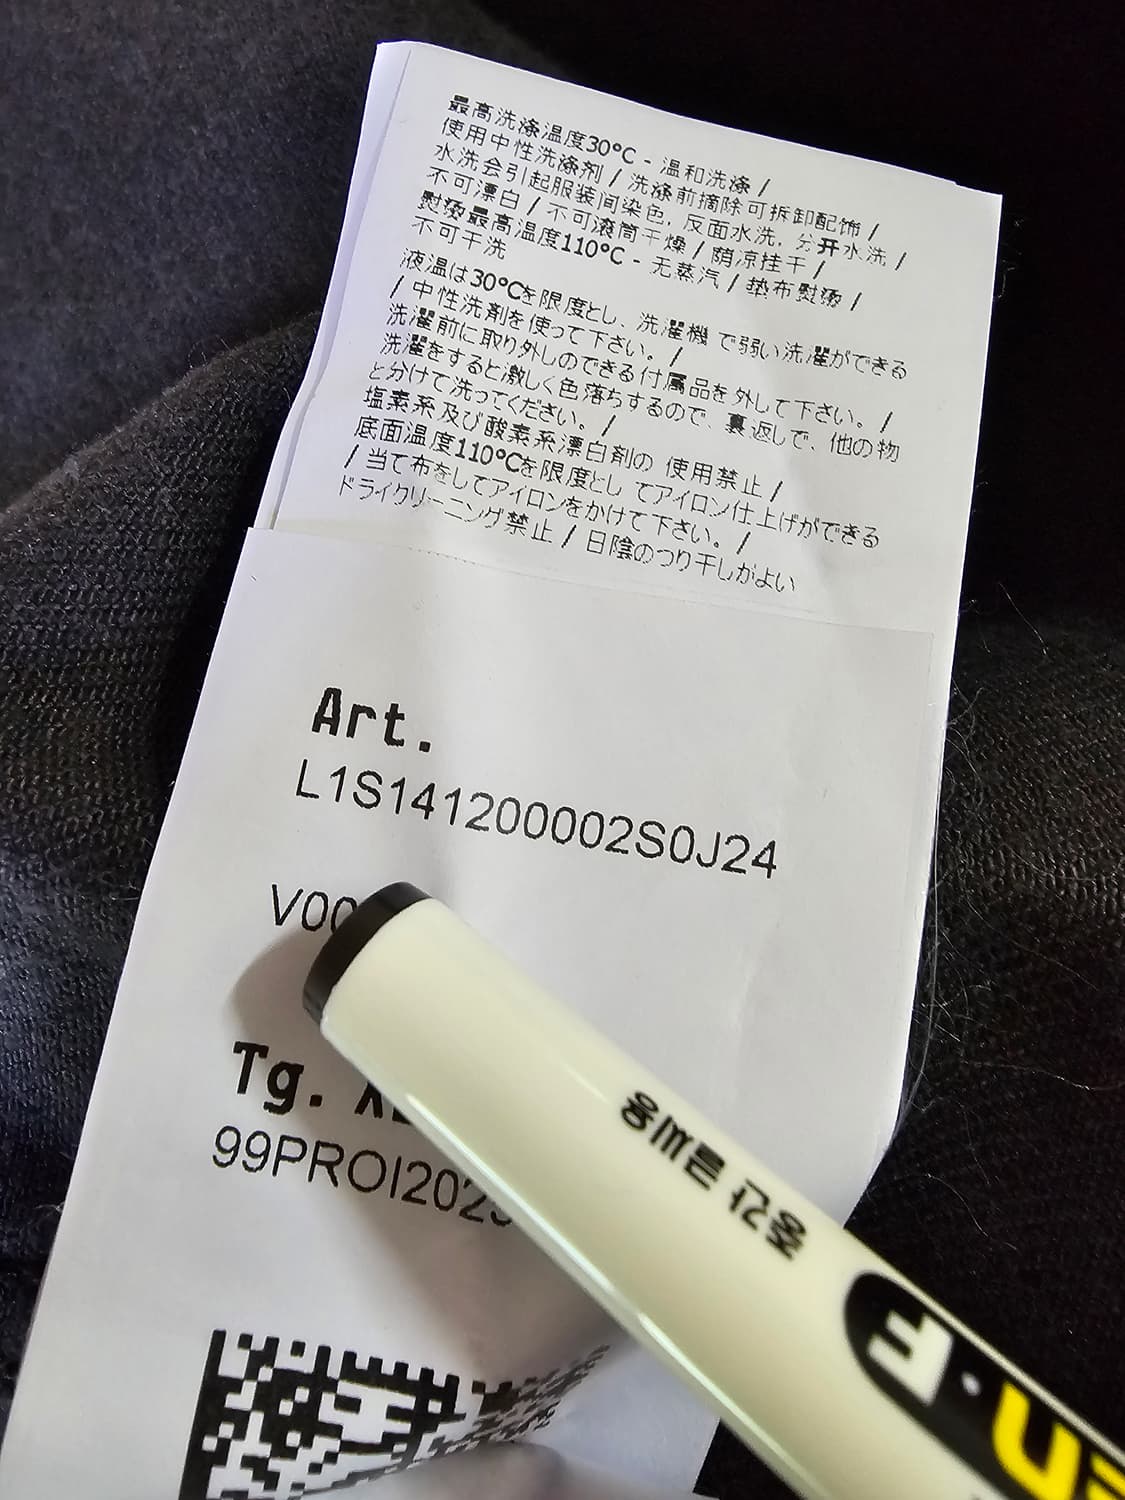 最高洗涤温度30°C - 温和洗涤 /
使用中性洗涤剂 / 洗涤前摘除可拆卸配饰 /
水洗会引起服装间染色, 反面水洗, 分开水洗 /
不可漂白 / 不可滚筒干燥 / 荫凉挂干 /
熨烫最高温度110°C - 无蒸汽 / 垫布熨烫 /
不可干洗
液温は30°Cを限度とし、洗濯機 で弱い洗濯ができる
/ 中性洗剤を使って下さい。 /
洗濯前に取り外しのできる付属品を外して下さい。 /
洗濯をすると激しく色落ちするので、裏返しで、他の物
と分けて洗ってください。 /
塩素系及び酸素系漂白剤の 使用禁止 /
底面温度110°Cを限度とし てアイロン仕上げができる
/ 当て布をしてアイロンをかけて下さい。 /
ドライクリーニング禁止 / 日陰のつり干しがよい
Art.
L1S141200002S0J24
V00
Tg.
99PROI202
중간 글씨용